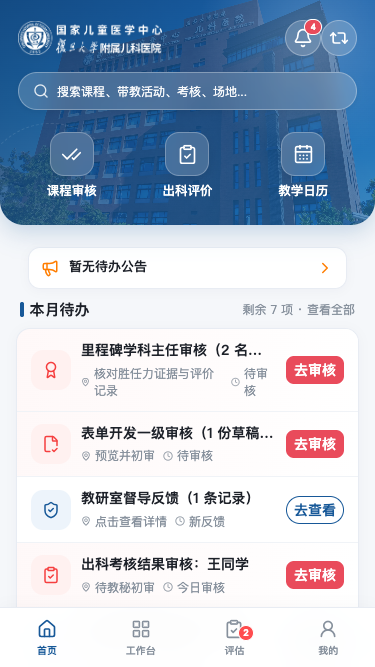 国家儿童医学中心
復旦大學附属儿科医院
4
搜索课程、带教活动、考核、场地...
课程审核
出科评价
教学日历
暂无待办公告
本月待办
剩余 7 项 · 查看全部
里程碑学科主任审核（2 名...
核对胜任力证据与评价记录
待审核
去审核
表单开发一级审核（1 份草稿...
预览并初审
待审核
去审核
教研室督导反馈（1 条记录）
点击查看详情
新反馈
去查看
出科考核结果审核：王同学
待教秘初审
今日审核
去审核
首页
工作台
2
评估
我的